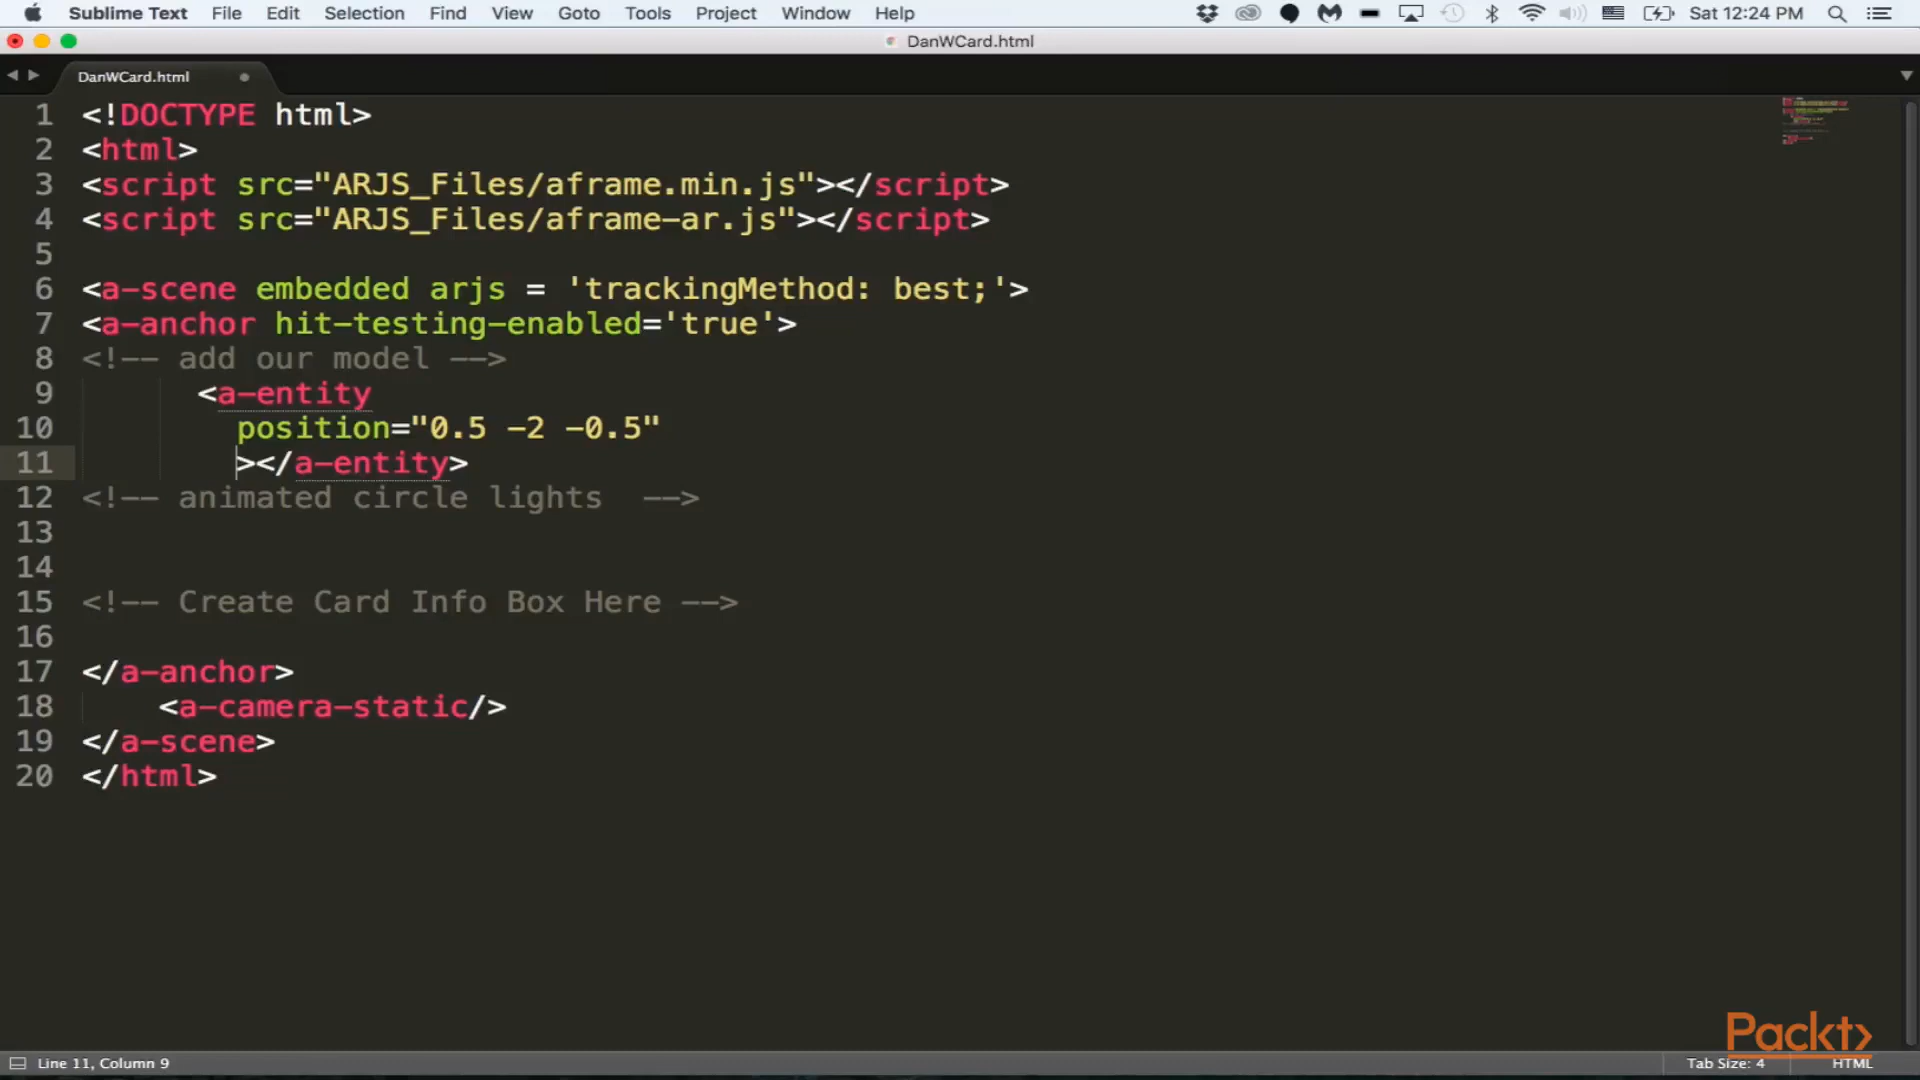 Sublime Text File Edit Selection Find View Goto Tools Project Window Help Sat 12:24 PM
DanWCard.html
DanWCard.html
1 <!DOCTYPE html>
2 <html>
3 <script src="ARJS_Files/aframe.min.js"></script>
4 <script src="ARJS_Files/aframe-ar.js"></script>
5
6 <a-scene embedded arjs = 'trackingMethod: best;'>
7 <a-anchor hit-testing-enabled='true'>
8 <!-- add our model -->
9 <a-entity
10 position="0.5 -2 -0.5"
11 ></a-entity>
12 <!-- animated circle lights  -->
13
14
15 <!-- Create Card Info Box Here -->
16
17 </a-anchor>
18 <a-camera-static/>
19 </a-scene>
20 </html>
Packt>
Line 11, Column 9 Tab Size: 4 HTML